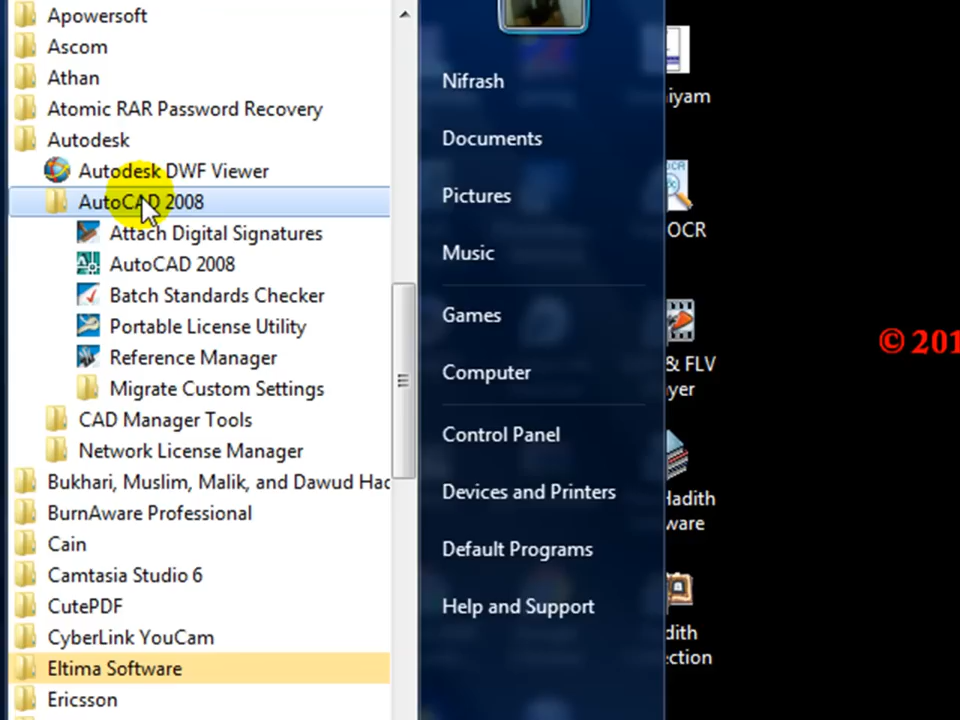 Apowersoft
Ascom
Athan
Atomic RAR Password Recovery
Autodesk
Autodesk DWF Viewer
AutoCAD 2008
Attach Digital Signatures
AutoCAD 2008
Batch Standards Checker
Portable License Utility
Reference Manager
Migrate Custom Settings
CAD Manager Tools
Network License Manager
Bukhari, Muslim, Malik, and Dawud Had
BurnAware Professional
Cain
Camtasia Studio 6
CutePDF
CyberLink YouCam
Eltima Software
Ericsson
Nifrash
Documents
Pictures
Music
Games
Computer
Control Panel
Devices and Printers
Default Programs
Help and Support
iyam
OCR
& FLV
yer
Hadith
ware
dith
ection
© 201